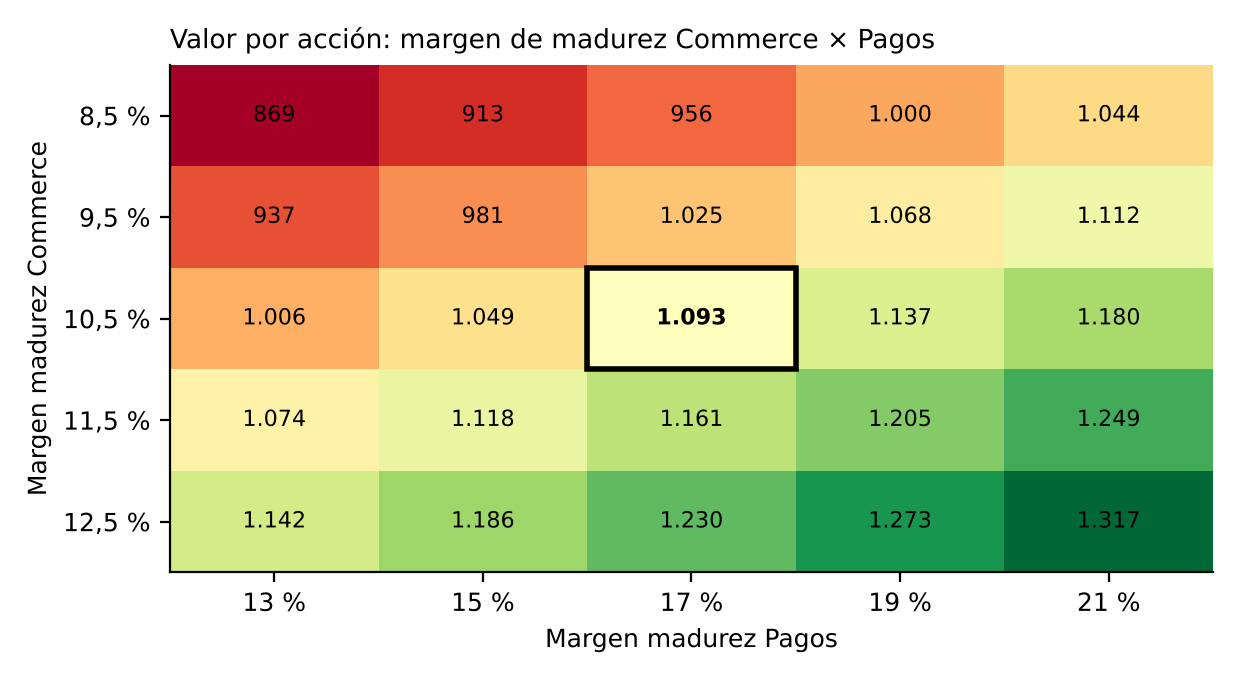 Valor por acción: margen de madurez Commerce × Pagos
Margen madurez Commerce
8,5 % 869 913 956 1.000 1.044
9,5 % 937 981 1.025 1.068 1.112
10,5 % 1.006 1.049 1.093 1.137 1.180
11,5 % 1.074 1.118 1.161 1.205 1.249
12,5 % 1.142 1.186 1.230 1.273 1.317
13 % 15 % 17 % 19 % 21 %
Margen madurez Pagos